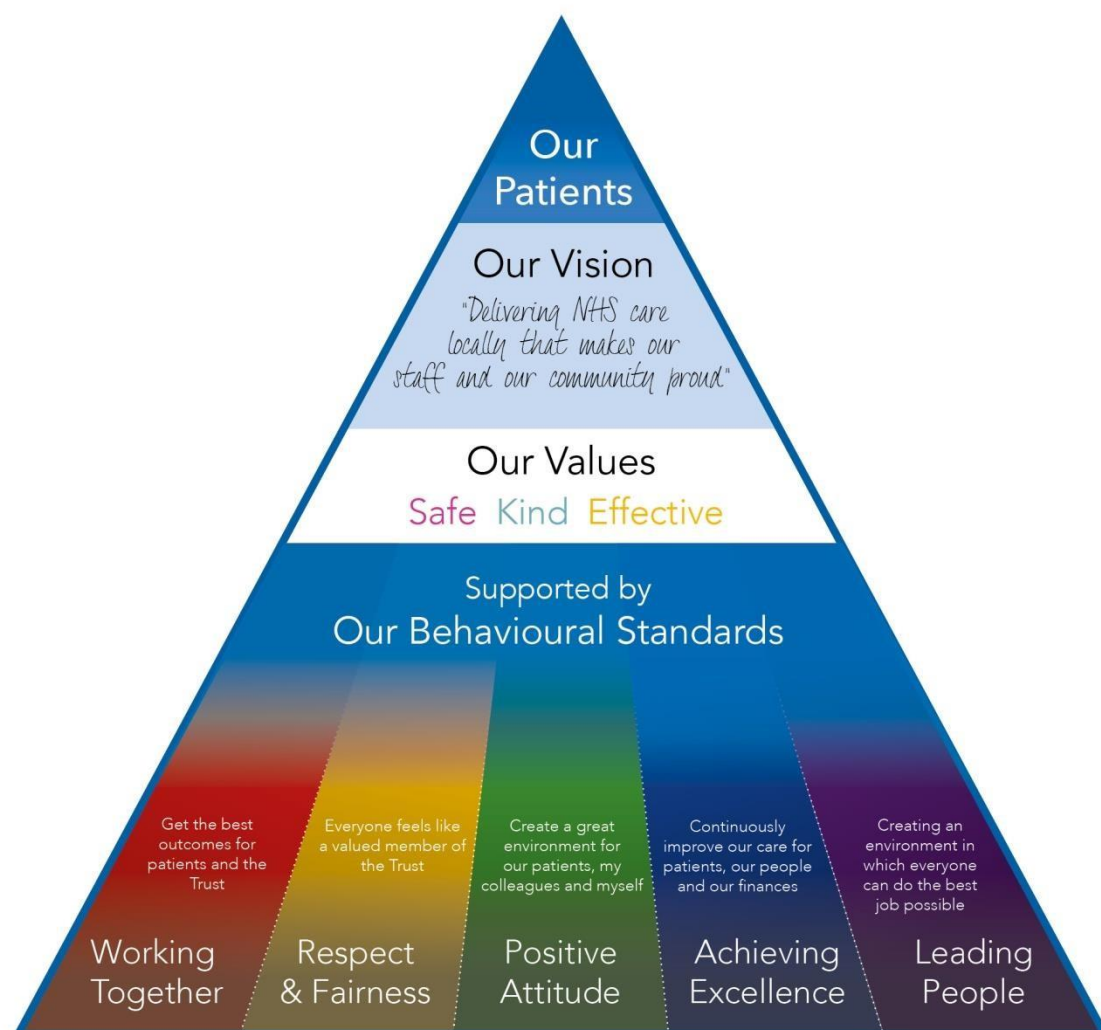 Our
Patients
Our Vision
"Delivering NHS care
locally that makes our
staff and our community proud"
Our Values
Safe Kind Effective
Supported by
Our Behavioural Standards
Get the best
outcomes for
patients and the
Trust
Working
Together
Everyone feels like
a valued member of
the Trust
Respect
& Fairness
Create a great
environment for
our patients, my
colleagues and myself
Positive
Attitude
Continuously
improve our care for
patients, our people
and our finances
Achieving
Excellence
Creating an
environment in
which everyone
can do the best
job possible
Leading
People